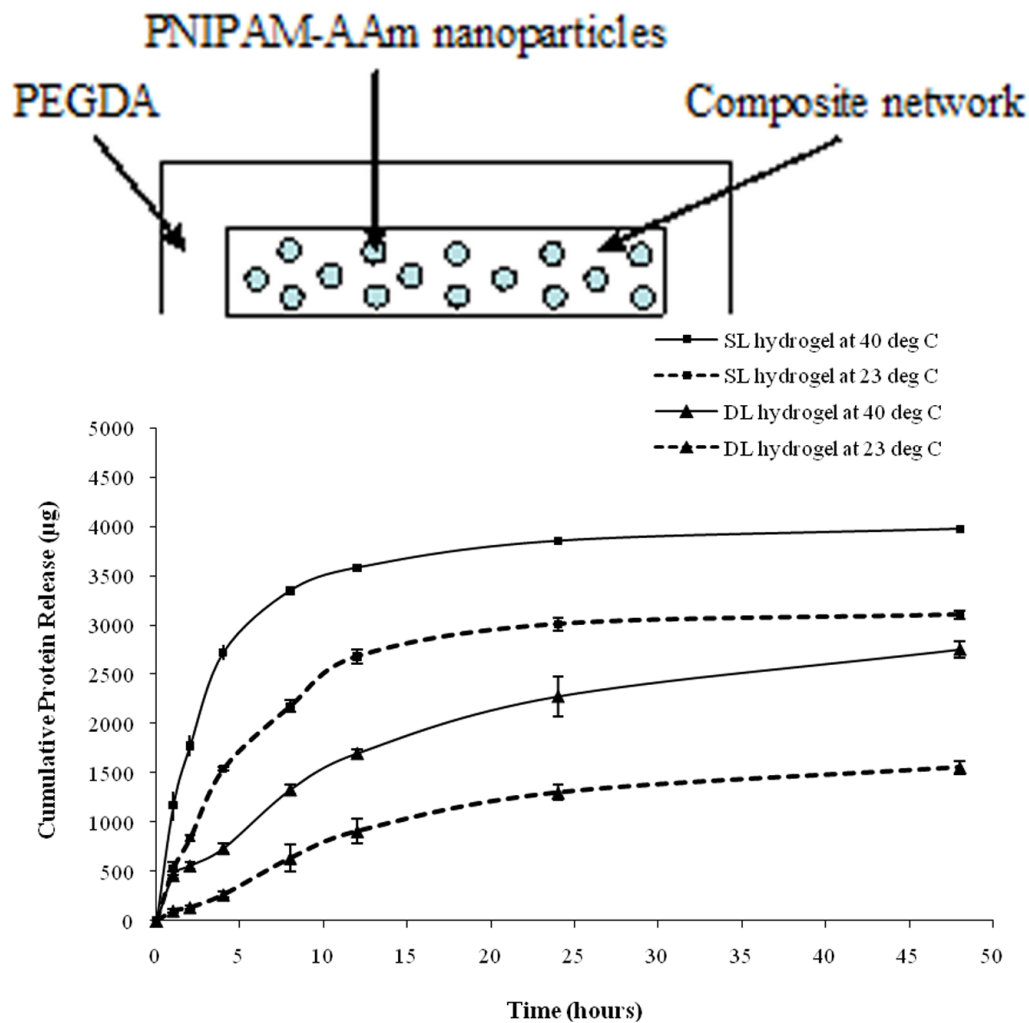 PNIPAM-AAm nanoparticles
PEGDA
Composite network
SL hydrogel at 40 deg C
SL hydrogel at 23 deg C
DL hydrogel at 40 deg C
DL hydrogel at 23 deg C
5000
4500
4000
3500
3000
2500
2000
1500
1000
500
0
Cumulative Protein Release (µg)
0 5 10 15 20 25 30 35 40 45 50
Time (hours)